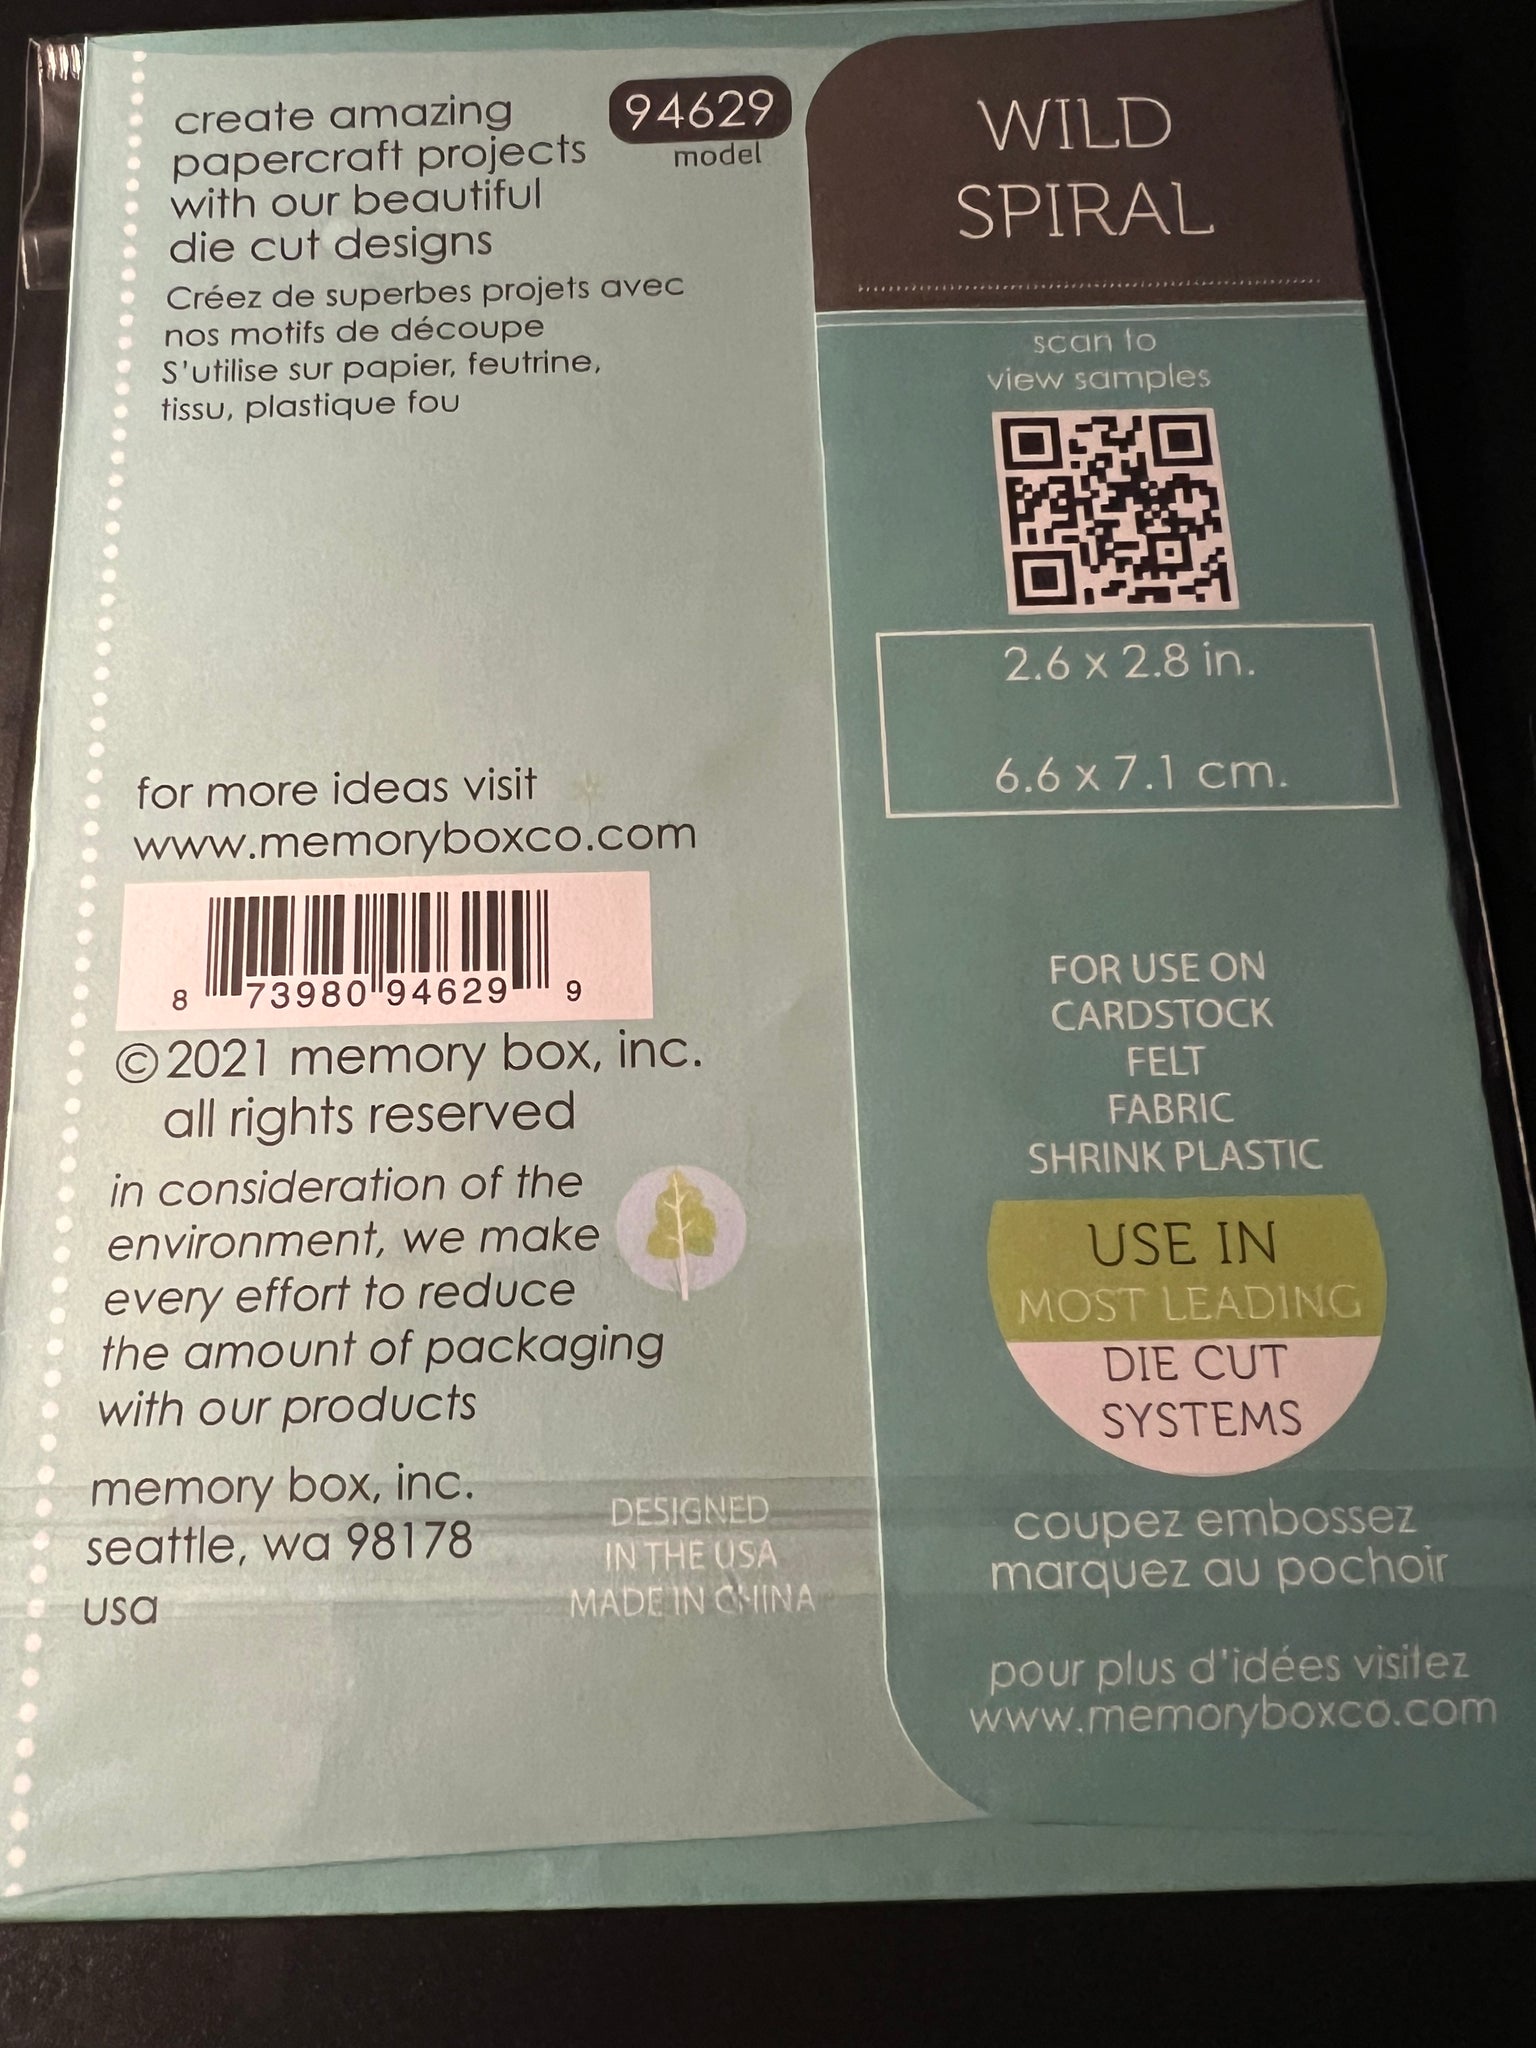 create amazing
papercraft projects
with our beautiful
die cut designs
94629
model
Créez de superbes projets avec
nos motifs de découpe
S'utilise sur papier, feutrine,
tissu, plastique fou
for more ideas visit
www.memoryboxco.com
8 73980 94629 9
©2021 memory box, inc.
all rights reserved
in consideration of the
environment, we make
every effort to reduce
the amount of packaging
with our products
memory box, inc.
seattle, wa 98178
usa
DESIGNED
IN THE USA
MADE IN CHINA
WILD
SPIRAL
scan to
view samples
2.6 x 2.8 in.
6.6 x 7.1 cm.
FOR USE ON
CARDSTOCK
FELT
FABRIC
SHRINK PLASTIC
USE IN
MOST LEADING
DIE CUT
SYSTEMS
coupez embossez
marquez au pochoir
pour plus d'idées visitez
www.memoryboxco.com